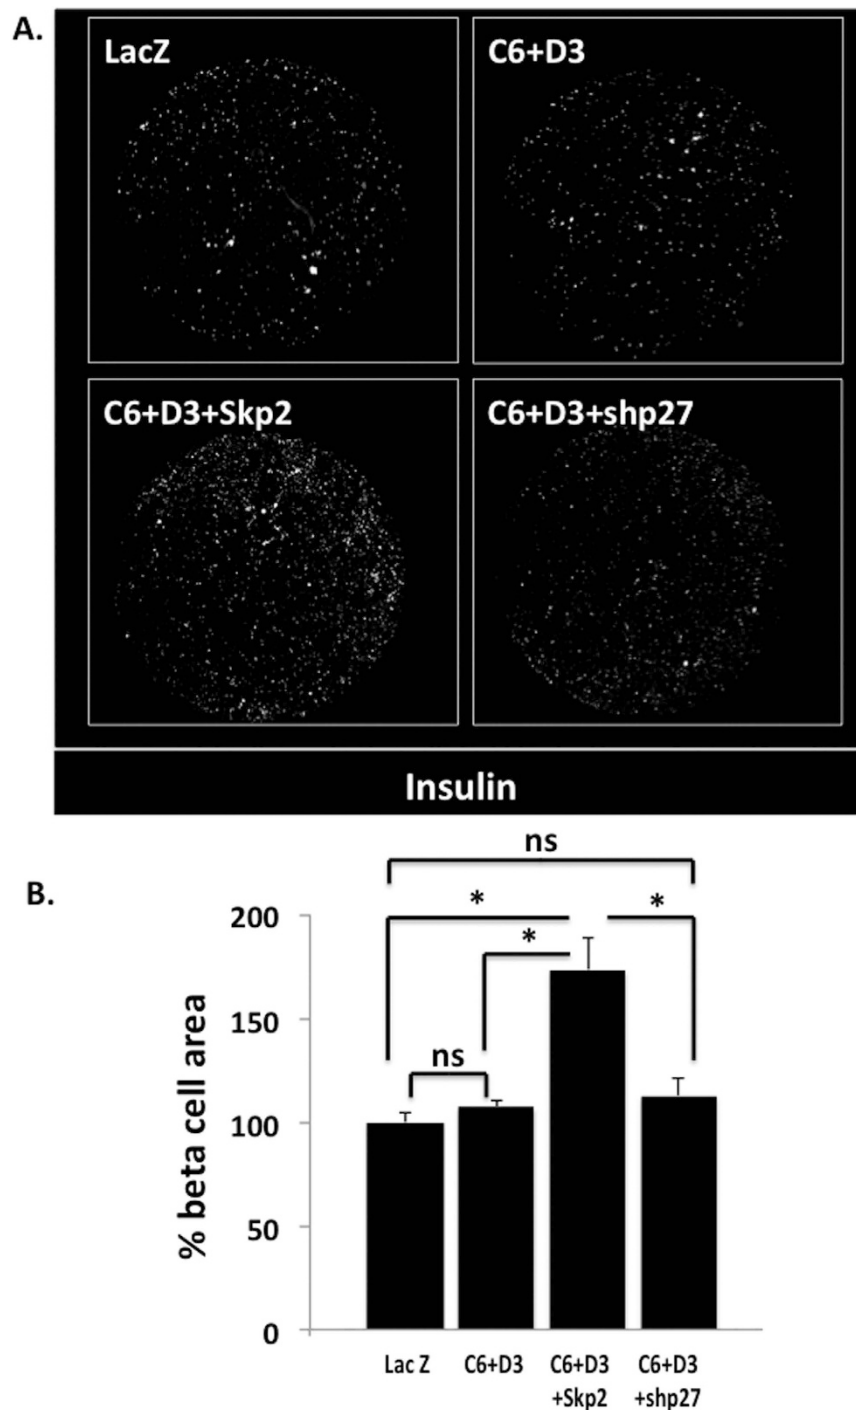 A.
LacZ
C6+D3
C6+D3+Skp2
C6+D3+shp27
Insulin
B.
ns
*
*
*
ns
% beta cell area
200
150
100
50
0
Lac Z
C6+D3
C6+D3
+Skp2
C6+D3
+shp27